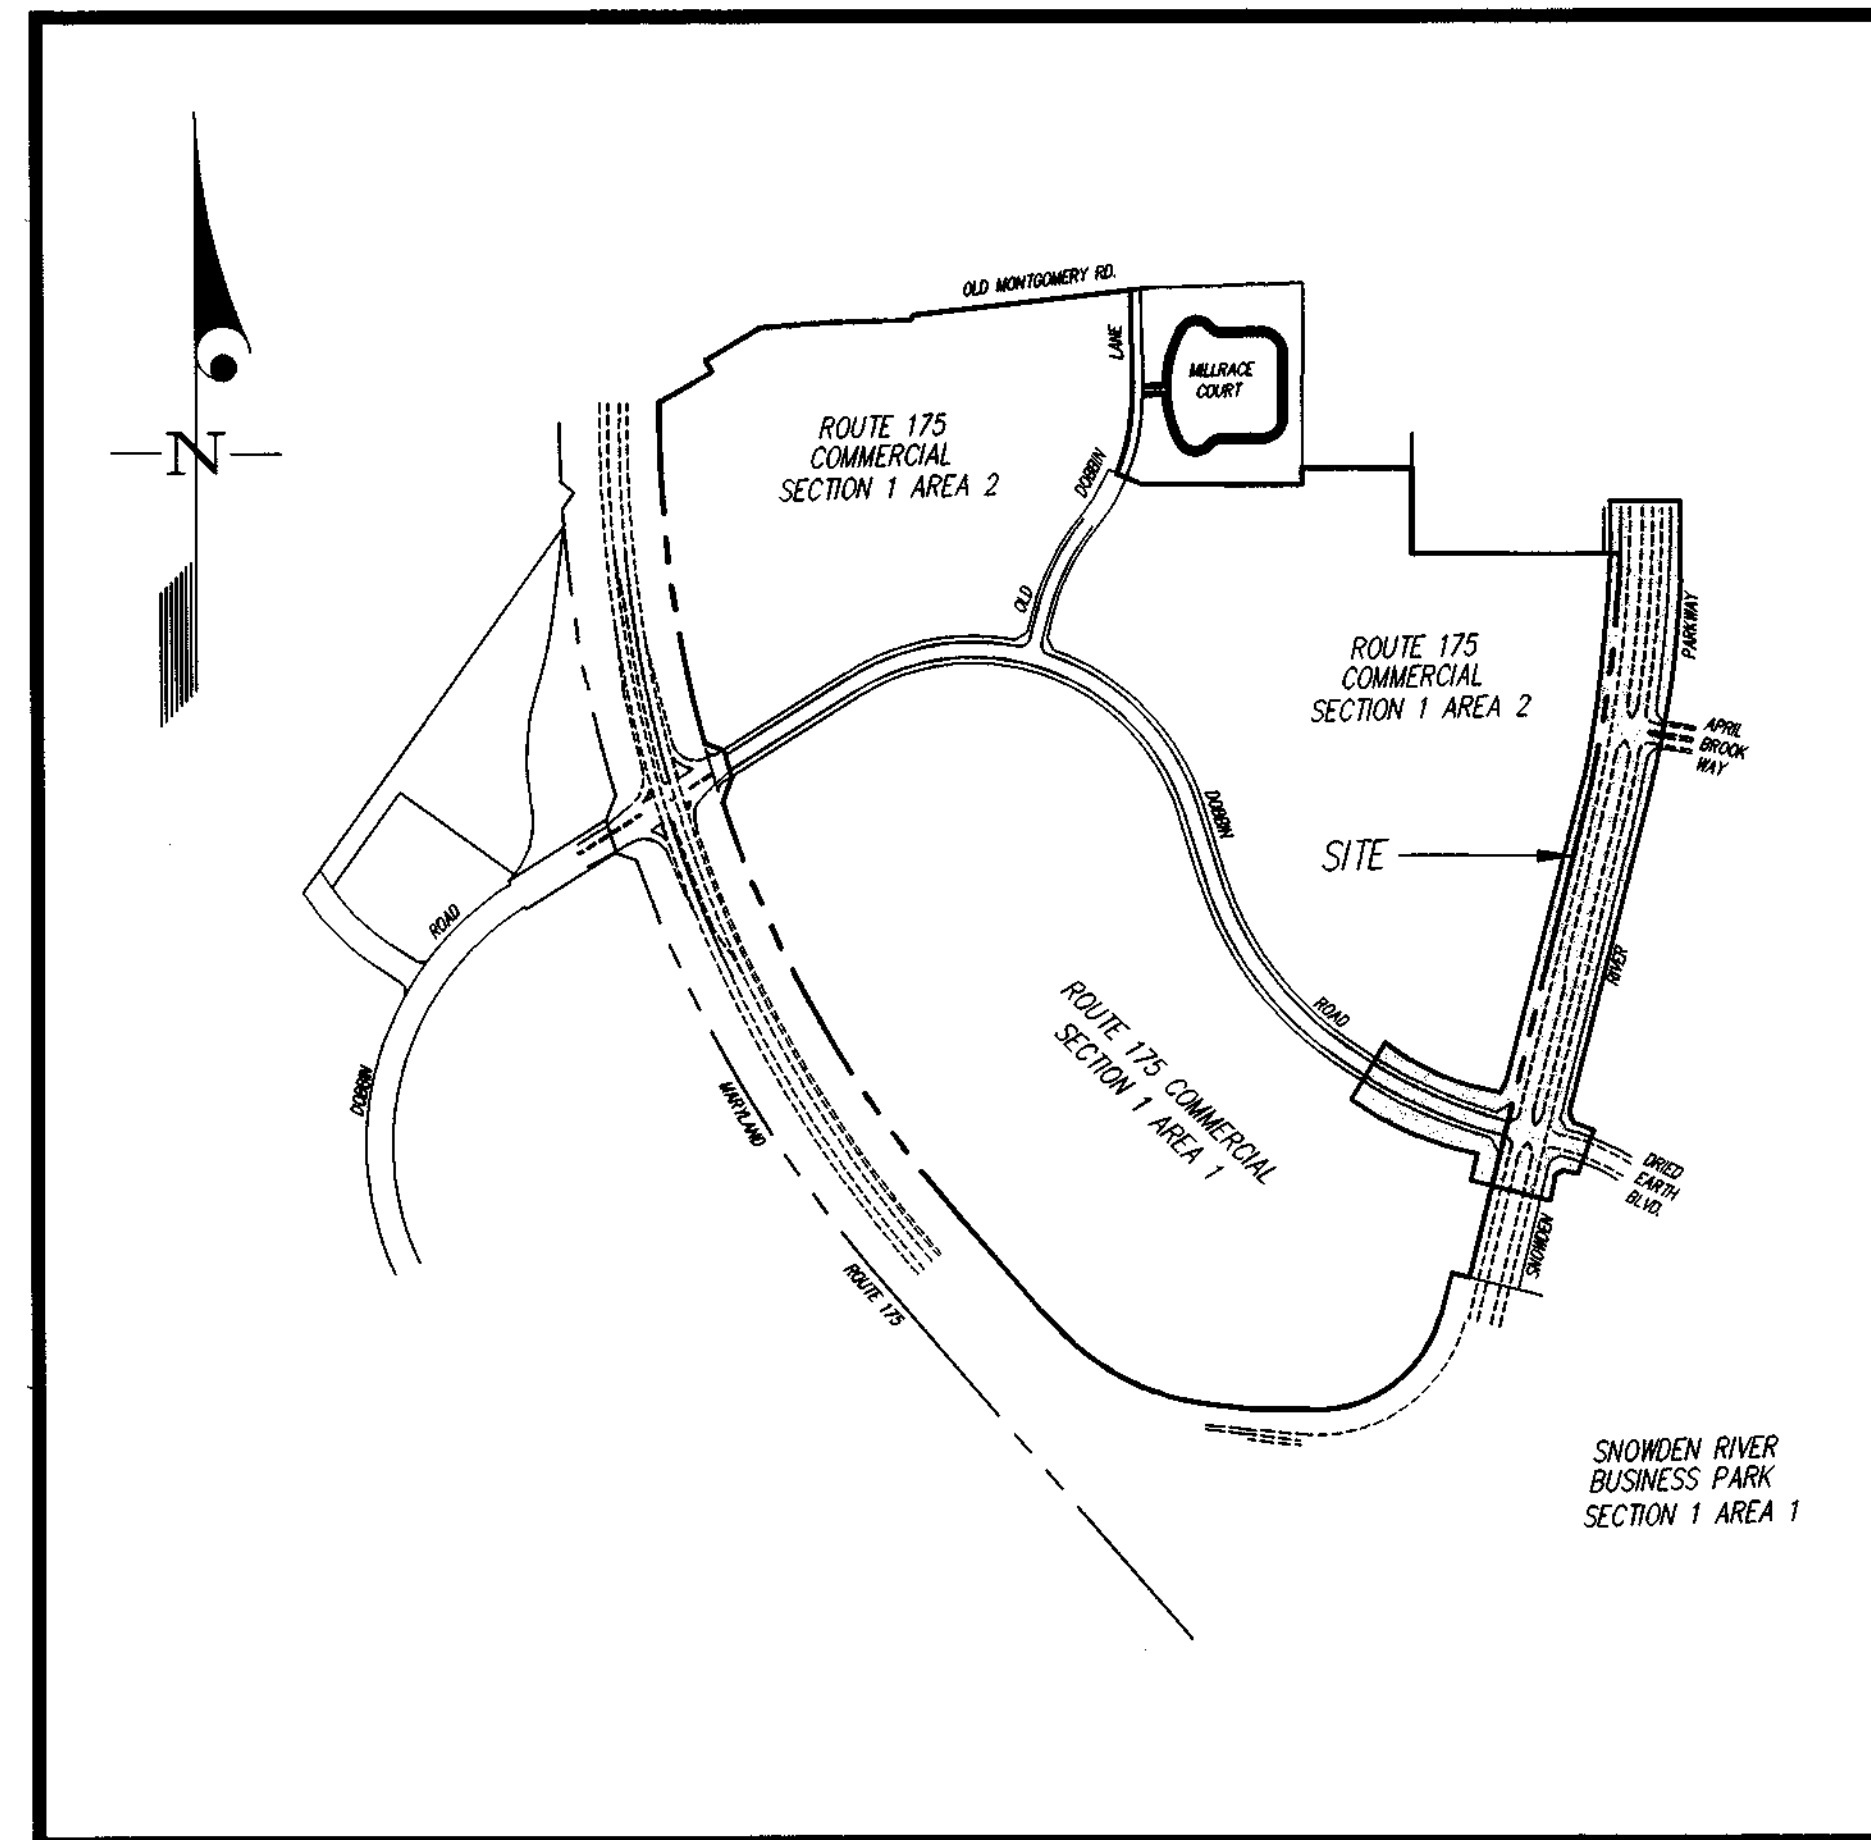 OLD MONTGOMERY RD.
LANE
MILLRACE
COURT
ROUTE 175
COMMERCIAL
SECTION 1 AREA 2
DOBBIN
OLD
N
ROUTE 175
COMMERCIAL
SECTION 1 AREA 2
PARKWAY
APRIL
BROOK
WAY
DOBBIN
SITE
ROAD
RIVER
ROAD
ROUTE 175 COMMERCIAL
SECTION 1 AREA 1
DOBBIN
MARYLAND
DRIED
EARTH
BLVD.
SNOWDEN
ROUTE 175
SNOWDEN RIVER
BUSINESS PARK
SECTION 1 AREA 1